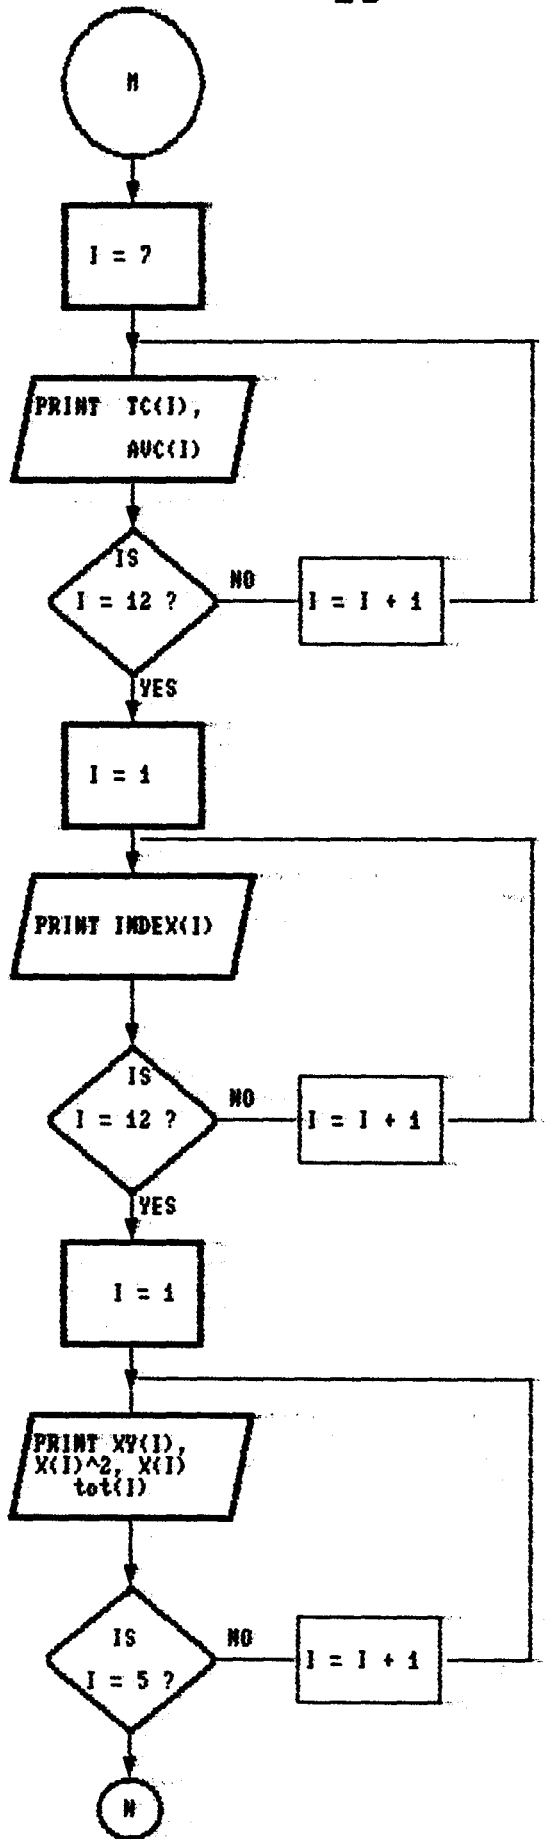 M
I = 7
PRINT TC(I),
AVC(I)
IS
I = 12 ?
NO
I = I + 1
YES
I = 1
PRINT INDEX(I)
IS
I = 12 ?
NO
I = I + 1
YES
I = 1
PRINT XY(I),
X(I)^2, X(I)
tot(I)
IS
I = 5 ?
NO
I = I + 1
N